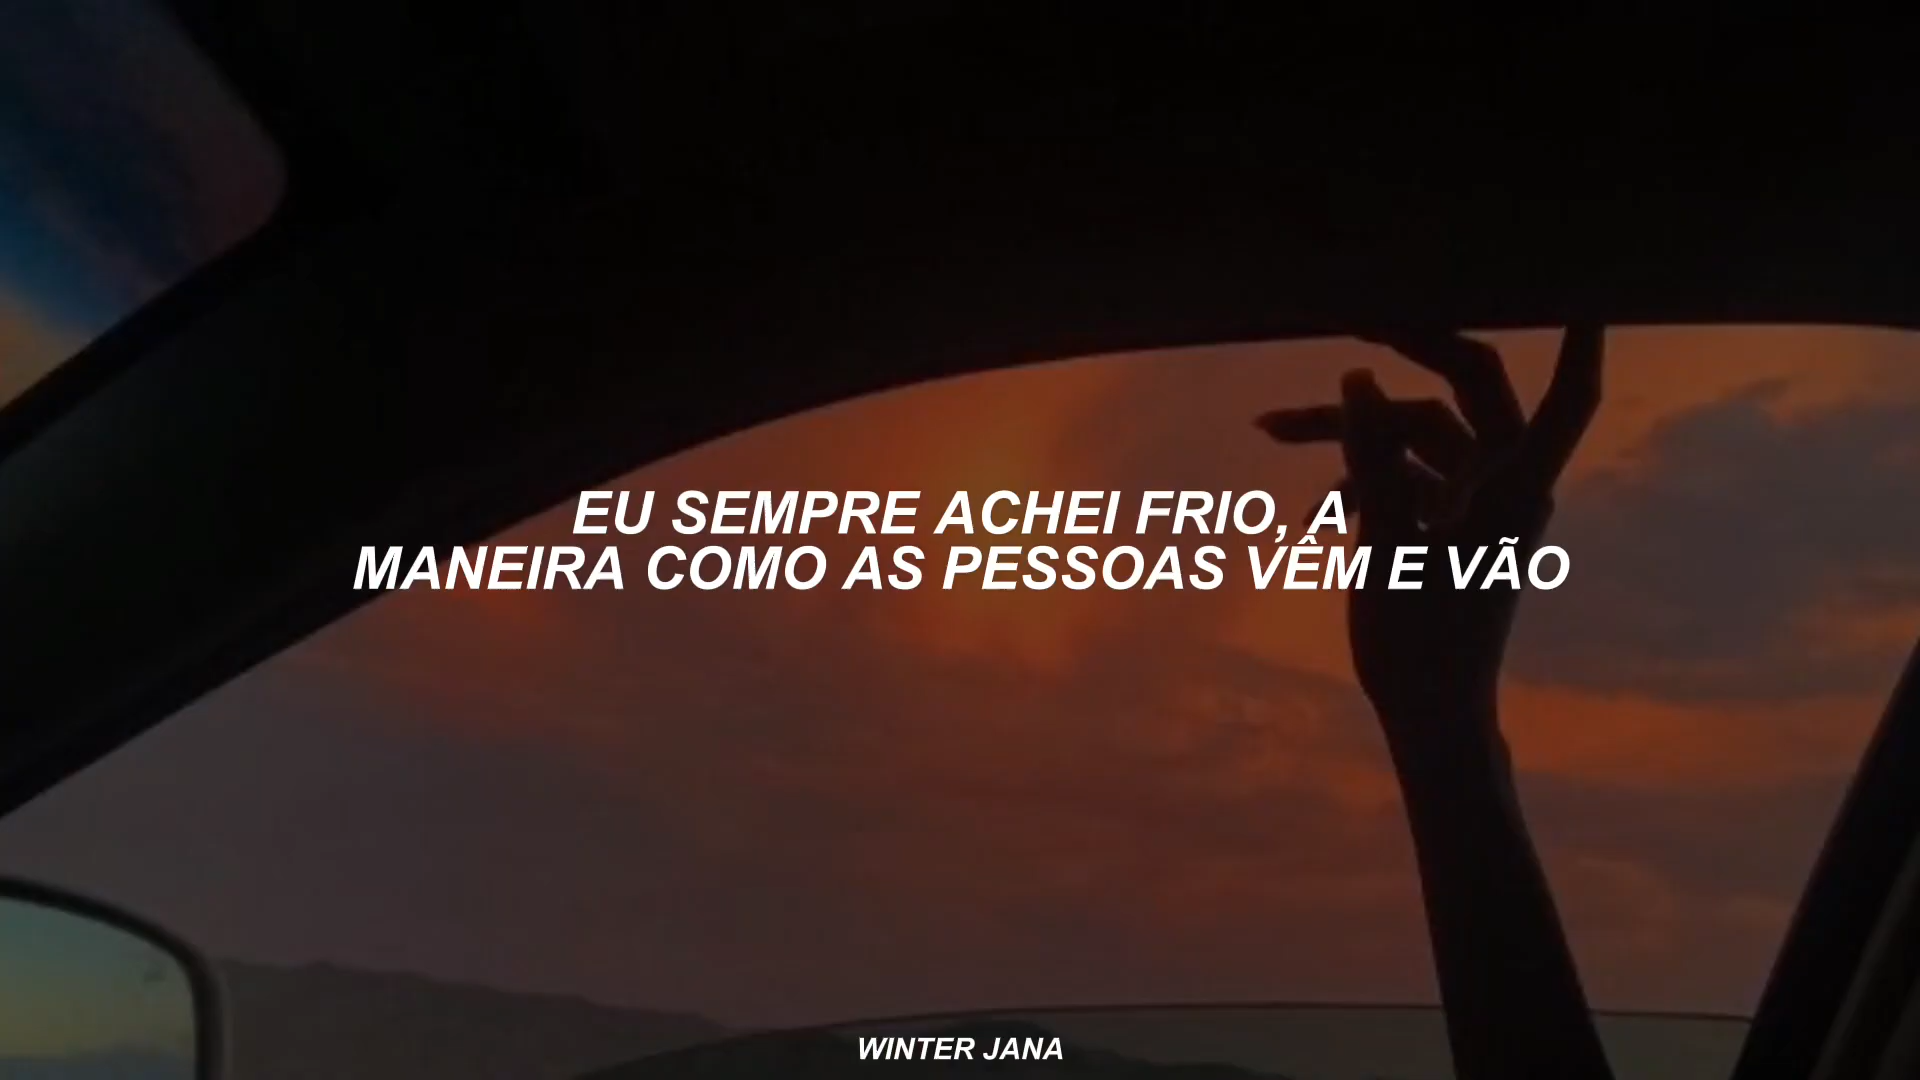 EU SEMPRE ACHEI FRIO, A
MANEIRA COMO AS PESSOAS VÊM E VÃO
WINTER JANA